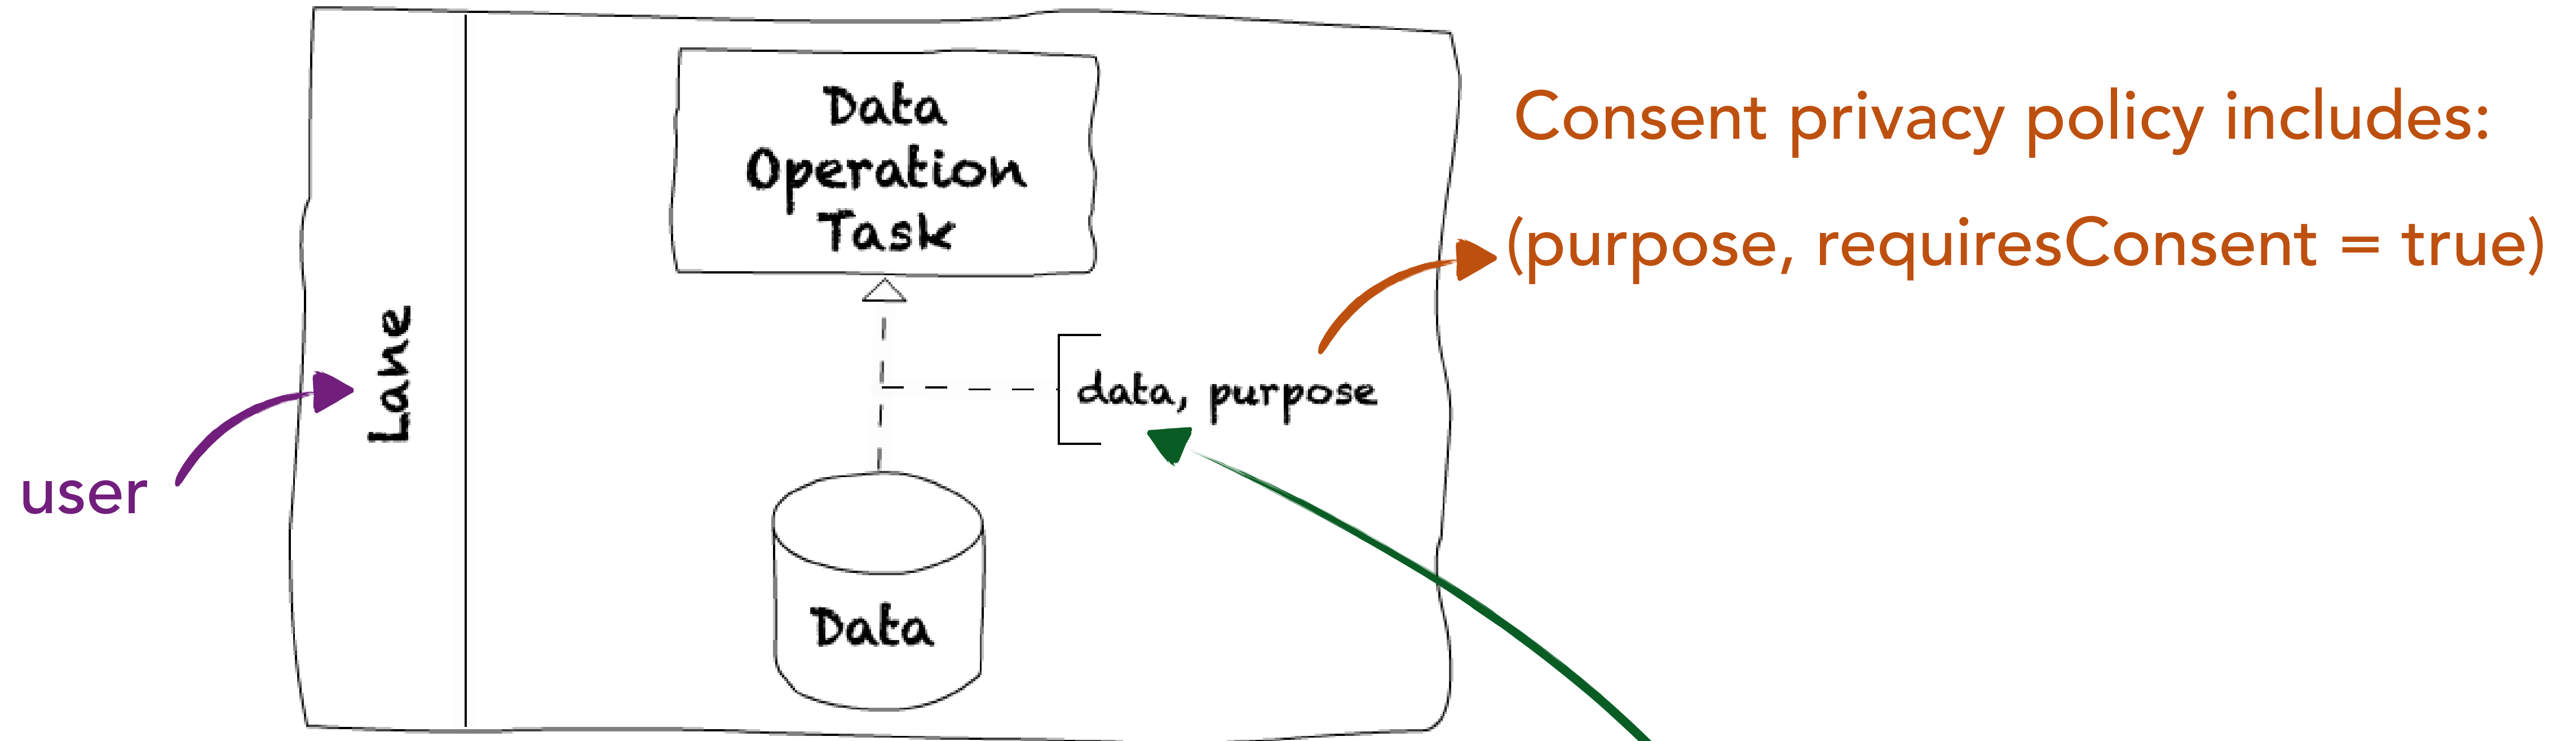 Data
Operation
Task
Consent privacy policy includes:
(purpose, requiresConsent = true)
Lane
data, purpose
user
Data